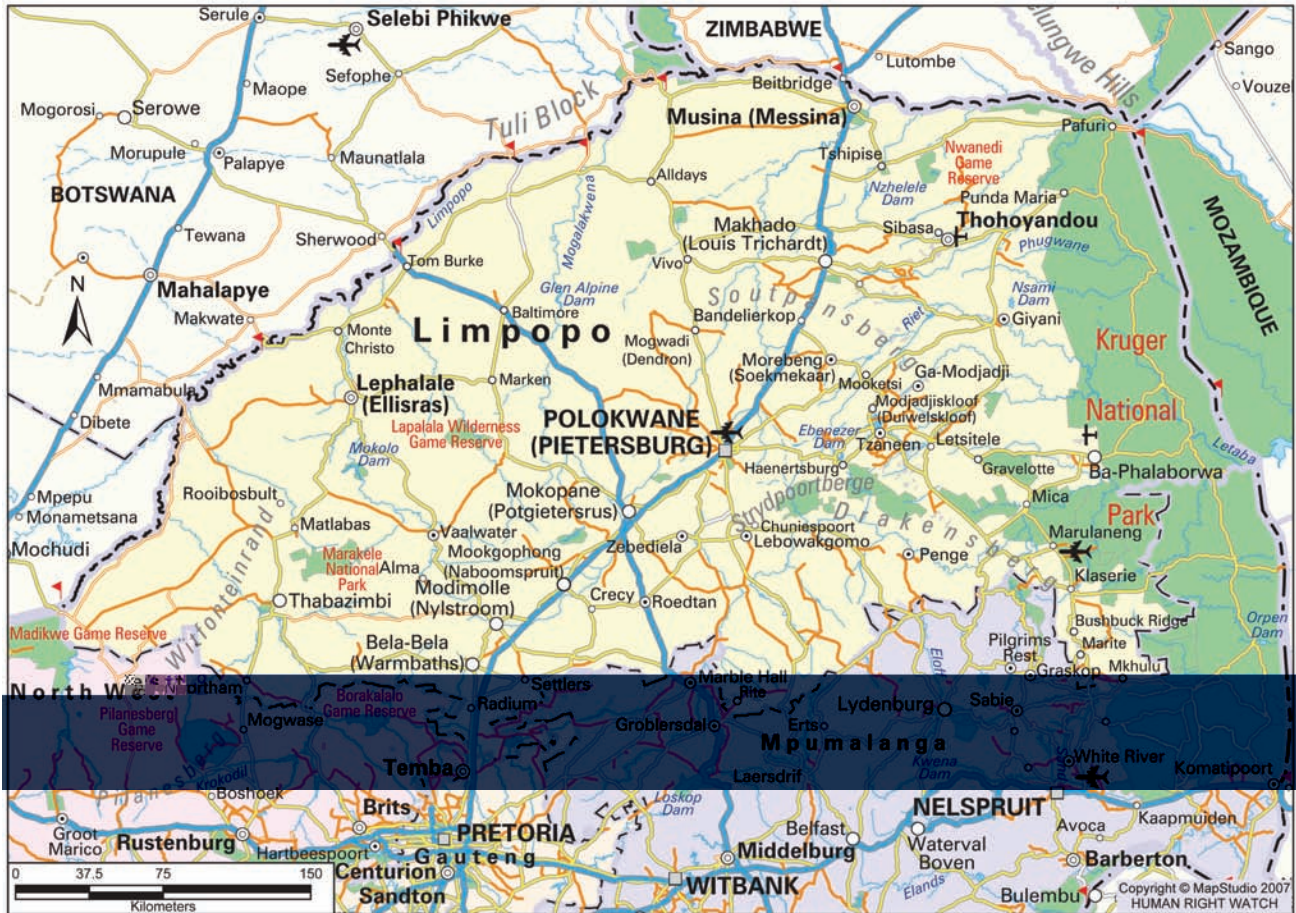 Serule
Selebi Phikwe
ZIMBABWE
Sango
Lutombe
Sefophe
Beitbridge
Maope
Vouzel
Mogorosi
Serowe
Tuli Block
Musina (Messina)
Pafuri
Morupule
Palapye
Maunatlala
Tshipise
Nwanedi
Game
Reserve
Alldays
Nzhelele
Dam
Punda Maria
BOTSWANA
Limpopo
Mogalakwena
Makhado
(Louis Trichardt)
Sibasa
Thohoyandou
MOZAMBIQUE
Tewana
Sherwood
Phugwane
Tom Burke
Vivo
N
Mahalapye
Glen Alpine
Dam
Soutpansberg
Nsami
Dam
Makwate
Baltimore
Bandelierkop
Riet
Giyani
Monte
Christo
Limpopo
Mogwadi
(Dendron)
Kruger
Morebeng
(Soekmekaar)
Mmamabula
Lephalale
(Ellisras)
Marken
Mooketsi
Ga-Modjadji
Dibete
POLOKWANE
(PIETERSBURG)
Modjadjiskloof
(Duiwelskloof)
National
Lapalala Wilderness
Game Reserve
Ebenezer
Dam
Tzaneen
Letsitele
Letaba
Mokolo
Dam
Haenertsburg
Gravelotte
Ba-Phalaborwa
Mpepu
Rooibosbult
Mokopane
(Potgietersrus)
Strydpoortberge
Mica
Monametsana
Park
Matlabas
Vaalwater
Chuniespoort
Drakensberg
Mochudi
Mookgophong
(Naboomspruit)
Zebediela
Lebowakgomo
Marulaneng
Marakele
National
Park
Alma
Penge
Klaserie
Modimolle
(Nylstroom)
Thabazimbi
Crecy
Roedtan
Witfonteinrand
Bushbuck Ridge
Orpen
Dam
Madikwe Game Reserve
Bela-Bela
(Warmbaths)
Pilgrims
Rest
Marite
Graskop
Mkhulu
North West
Settlers
Marble Hall
Rite
Borakalalo
Game Reserve
Radium
Lydenburg
Sabie
Pilanesberg
Game
Reserve
Mogwase
Groblersdal
Erts
Mpumalanga
White River
Temba
Laersdrif
Kwena
Dam
Komatipoort
Krokodil
Pilanesberg
Boshoek
Loskop
Dam
NELSPRUIT
Brits
Kaapmuiden
Groot
Marico
Rustenburg
PRETORIA
Belfast
Waterval
Boven
Avoca
Hartbeespoort
Gauteng
Middelburg
Barberton
Centurion
Sandton
WITBANK
Elands
Bulembu
0 37.5 75 150
Kilometers
Copyright © MapStudio 2007
HUMAN RIGHT WATCH